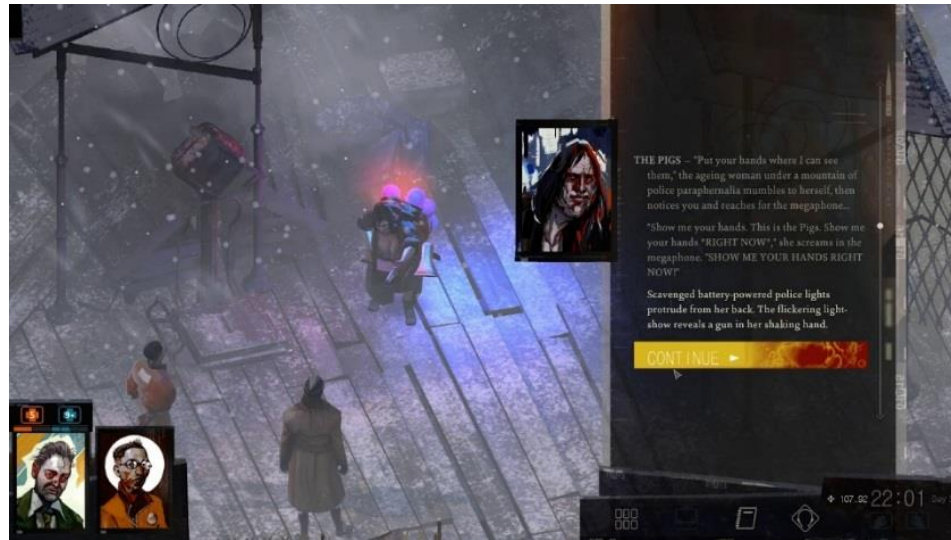 THE PIGS – "Put your hands where I can see
them," the ageing woman under a mountain of
police paraphernalia mumbles to herself, then
notices you and reaches for the megaphone...
"Show me your hands. This is the Pigs. Show me
your hands *RIGHT NOW*," she screams in the
megaphone. "SHOW ME YOUR HANDS RIGHT
NOW!"
Scavenged battery-powered police lights
protrude from her back. The flickering light-
show reveals a gun in her shaking hand.
CONTINUE
5
107.92 22:01